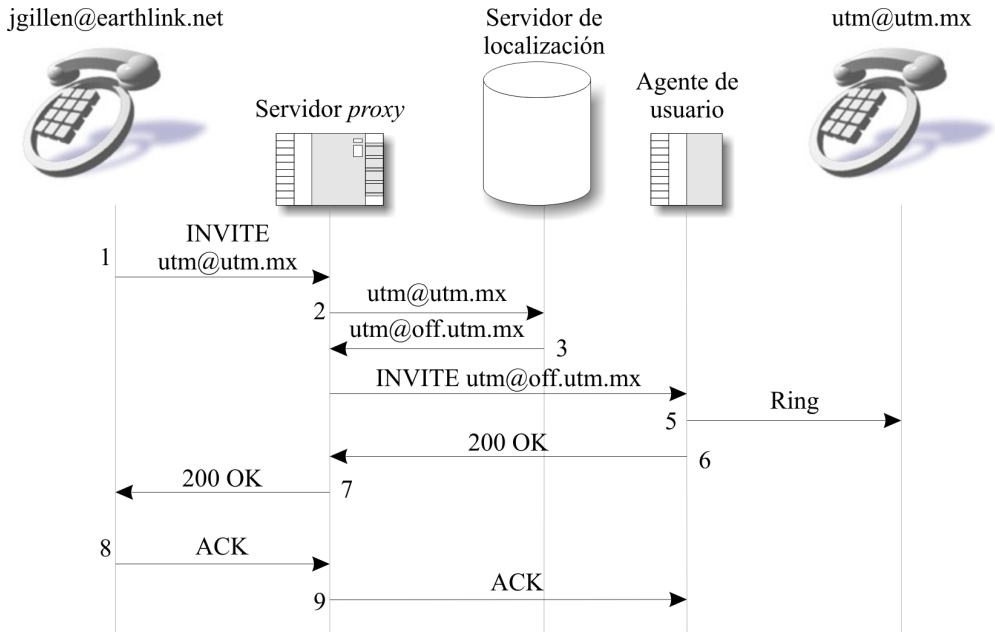 jgillen@earthlink.net
Servidor de
localización
utm@utm.mx
Agente de
usuario
Servidor proxy
INVITE
1
utm@utm.mx
utm@utm.mx
2
utm@off.utm.mx
3
INVITE utm@off.utm.mx
Ring
5
200 OK
6
200 OK
7
8
ACK
ACK
9